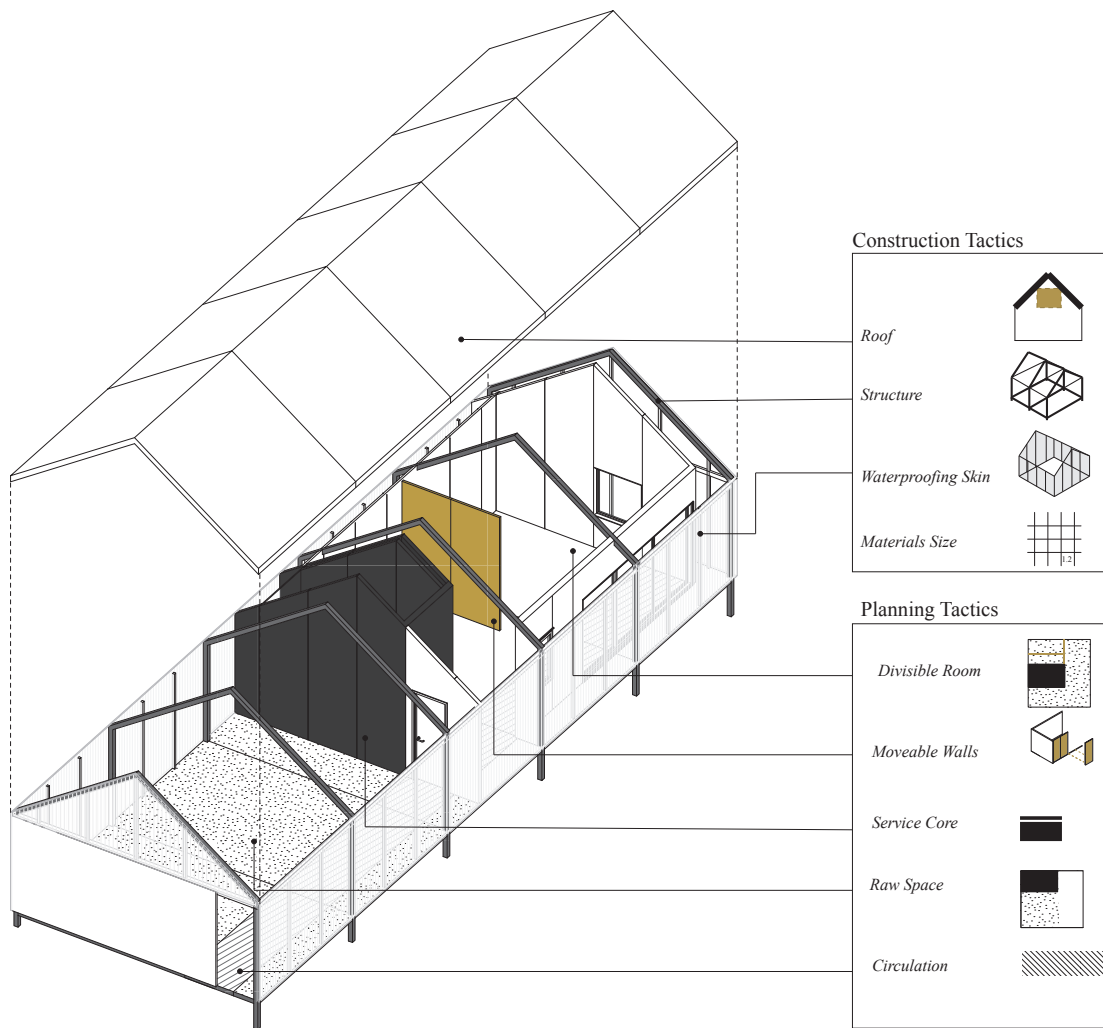 Construction Tactics
Roof
Structure
Waterproofing Skin
Materials Size
1.2
Planning Tactics
Divisible Room
Moveable Walls
Service Core
Raw Space
Circulation